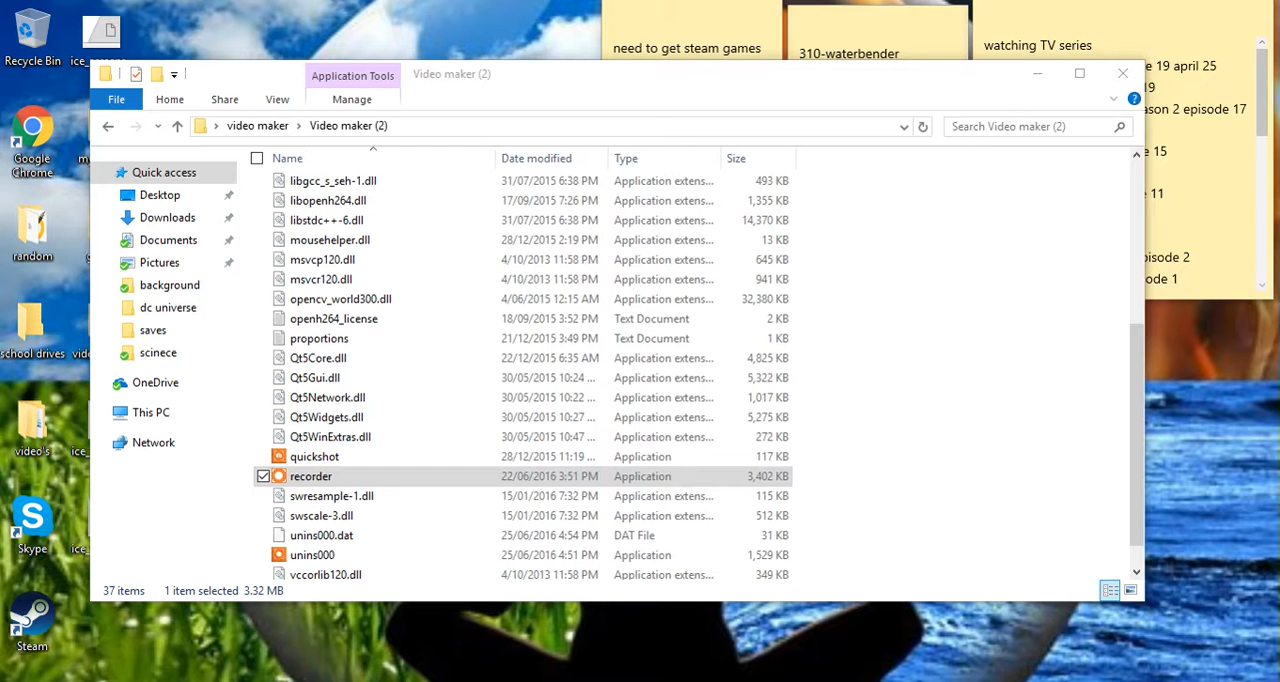 need to get steam games
310-waterbender
watching TV series
e 19 april 25
19
ason 2 episode 17
e 15
e 11
isode 2
ode 1
Recycle Bin
Google
Chrome
random
school drives
video's
Skype
Steam
Application Tools
Video maker (2)
File
Home
Share
View
Manage
?
video maker
Video maker (2)
Search Video maker (2)
Quick access
Desktop
Downloads
Documents
Pictures
background
dc universe
saves
scinece
OneDrive
This PC
Network
Name Date modified Type Size
libgcc_s_seh-1.dll 31/07/2015 6:38 PM Application extens... 493 KB
libopenh264.dll 17/09/2015 7:26 PM Application extens... 1,355 KB
libstdc++-6.dll 31/07/2015 6:38 PM Application extens... 14,370 KB
mousehelper.dll 28/12/2015 2:19 PM Application extens... 13 KB
msvcp120.dll 4/10/2013 11:58 PM Application extens... 645 KB
msvcr120.dll 4/10/2013 11:58 PM Application extens... 941 KB
opencv_world300.dll 4/06/2015 12:15 AM Application extens... 32,380 KB
openh264_license 18/09/2015 3:52 PM Text Document 2 KB
proportions 21/12/2015 3:49 PM Text Document 1 KB
Qt5Core.dll 22/12/2015 6:35 AM Application extens... 4,825 KB
Qt5Gui.dll 30/05/2015 10:24 ... Application extens... 5,322 KB
Qt5Network.dll 30/05/2015 10:22 ... Application extens... 1,017 KB
Qt5Widgets.dll 30/05/2015 10:27 ... Application extens... 5,275 KB
Qt5WinExtras.dll 30/05/2015 10:47 ... Application extens... 272 KB
quickshot 28/12/2015 11:19 ... Application 117 KB
recorder 22/06/2016 3:51 PM Application 3,402 KB
swresample-1.dll 15/01/2016 7:32 PM Application extens... 115 KB
swscale-3.dll 15/01/2016 7:32 PM Application extens... 512 KB
unins000.dat 25/06/2016 4:54 PM DAT File 31 KB
unins000 25/06/2016 4:51 PM Application 1,529 KB
vccorlib120.dll 4/10/2013 11:58 PM Application extens... 349 KB
37 items 1 item selected 3.32 MB